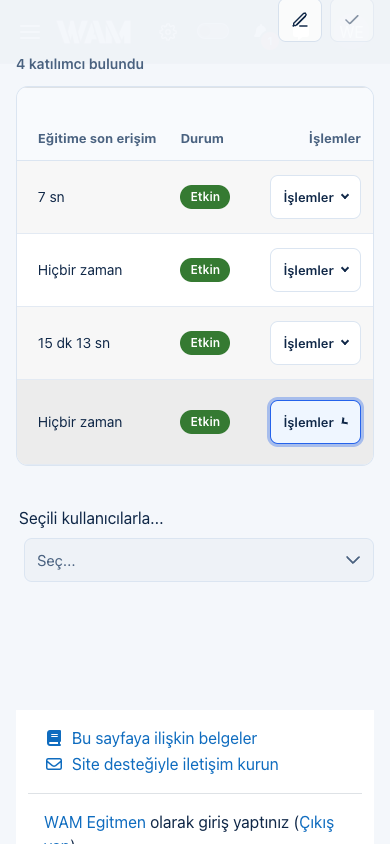 WAM
4 katılımcı bulundu
Eğitime son erişim Durum İşlemler
7 sn Etkin İşlemler
Hiçbir zaman Etkin İşlemler
15 dk 13 sn Etkin İşlemler
Hiçbir zaman Etkin İşlemler
Seçili kullanıcılarla...
Seç...
Bu sayfaya ilişkin belgeler
Site desteğiyle iletişim kurun
WAM Egitmen olarak giriş yaptınız (Çıkış